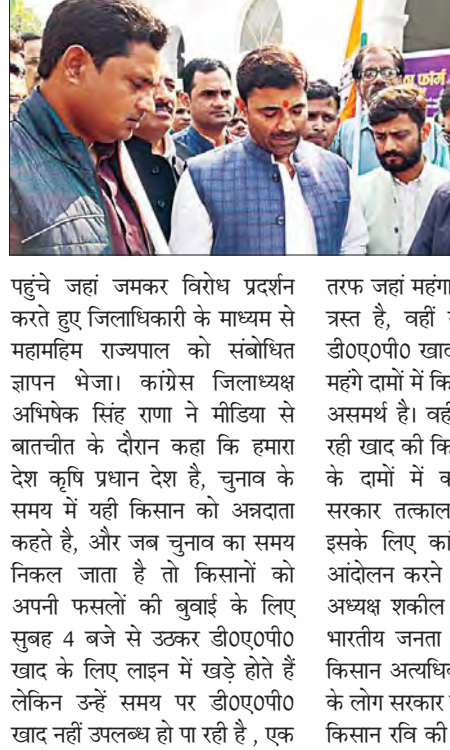 फार्म
पहुंचे जहां जमकर विरोध प्रदर्शन
करते हुए जिलाधिकारी के माध्यम से
महामहिम राज्यपाल को संबोधित
ज्ञापन भेजा। कांग्रेस जिलाध्यक्ष
अभिषेक सिंह राणा ने मीडिया से
बातचीत के दौरान कहा कि हमारा
देश कृषि प्रधान देश है, चुनाव के
समय में यही किसान को अन्नदाता
कहते है, और जब चुनाव का समय
निकल जाता है तो किसानों को
अपनी फसलों की बुवाई के लिए
सुबह 4 बजे से उठकर डी0ए0पी0
खाद के लिए लाइन में खड़े होते हैं
लेकिन उन्हें समय पर डी0ए0पी0
खाद नहीं उपलब्ध हो पा रही है , एक
तरफ जहां महंगा
त्रस्त है, वहीं
डी0ए0पी0 खाद
महंगे दामों में कि
असमर्थ है। वही
रही खाद की कि
के दामों में क
सरकार तत्काल
इसके लिए कां
आंदोलन करने
अध्यक्ष शकील
भारतीय जनता
किसान अत्यधि
के लोग सरकार
किसान रवि की